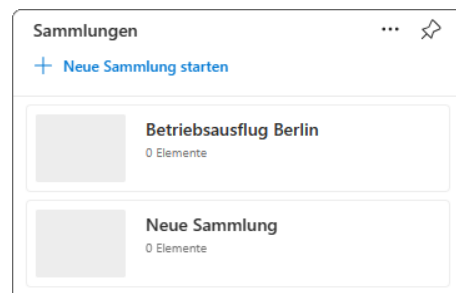 Sammlungen
Neue Sammlung starten
Betriebsausflug Berlin
0 Elemente
Neue Sammlung
0 Elemente